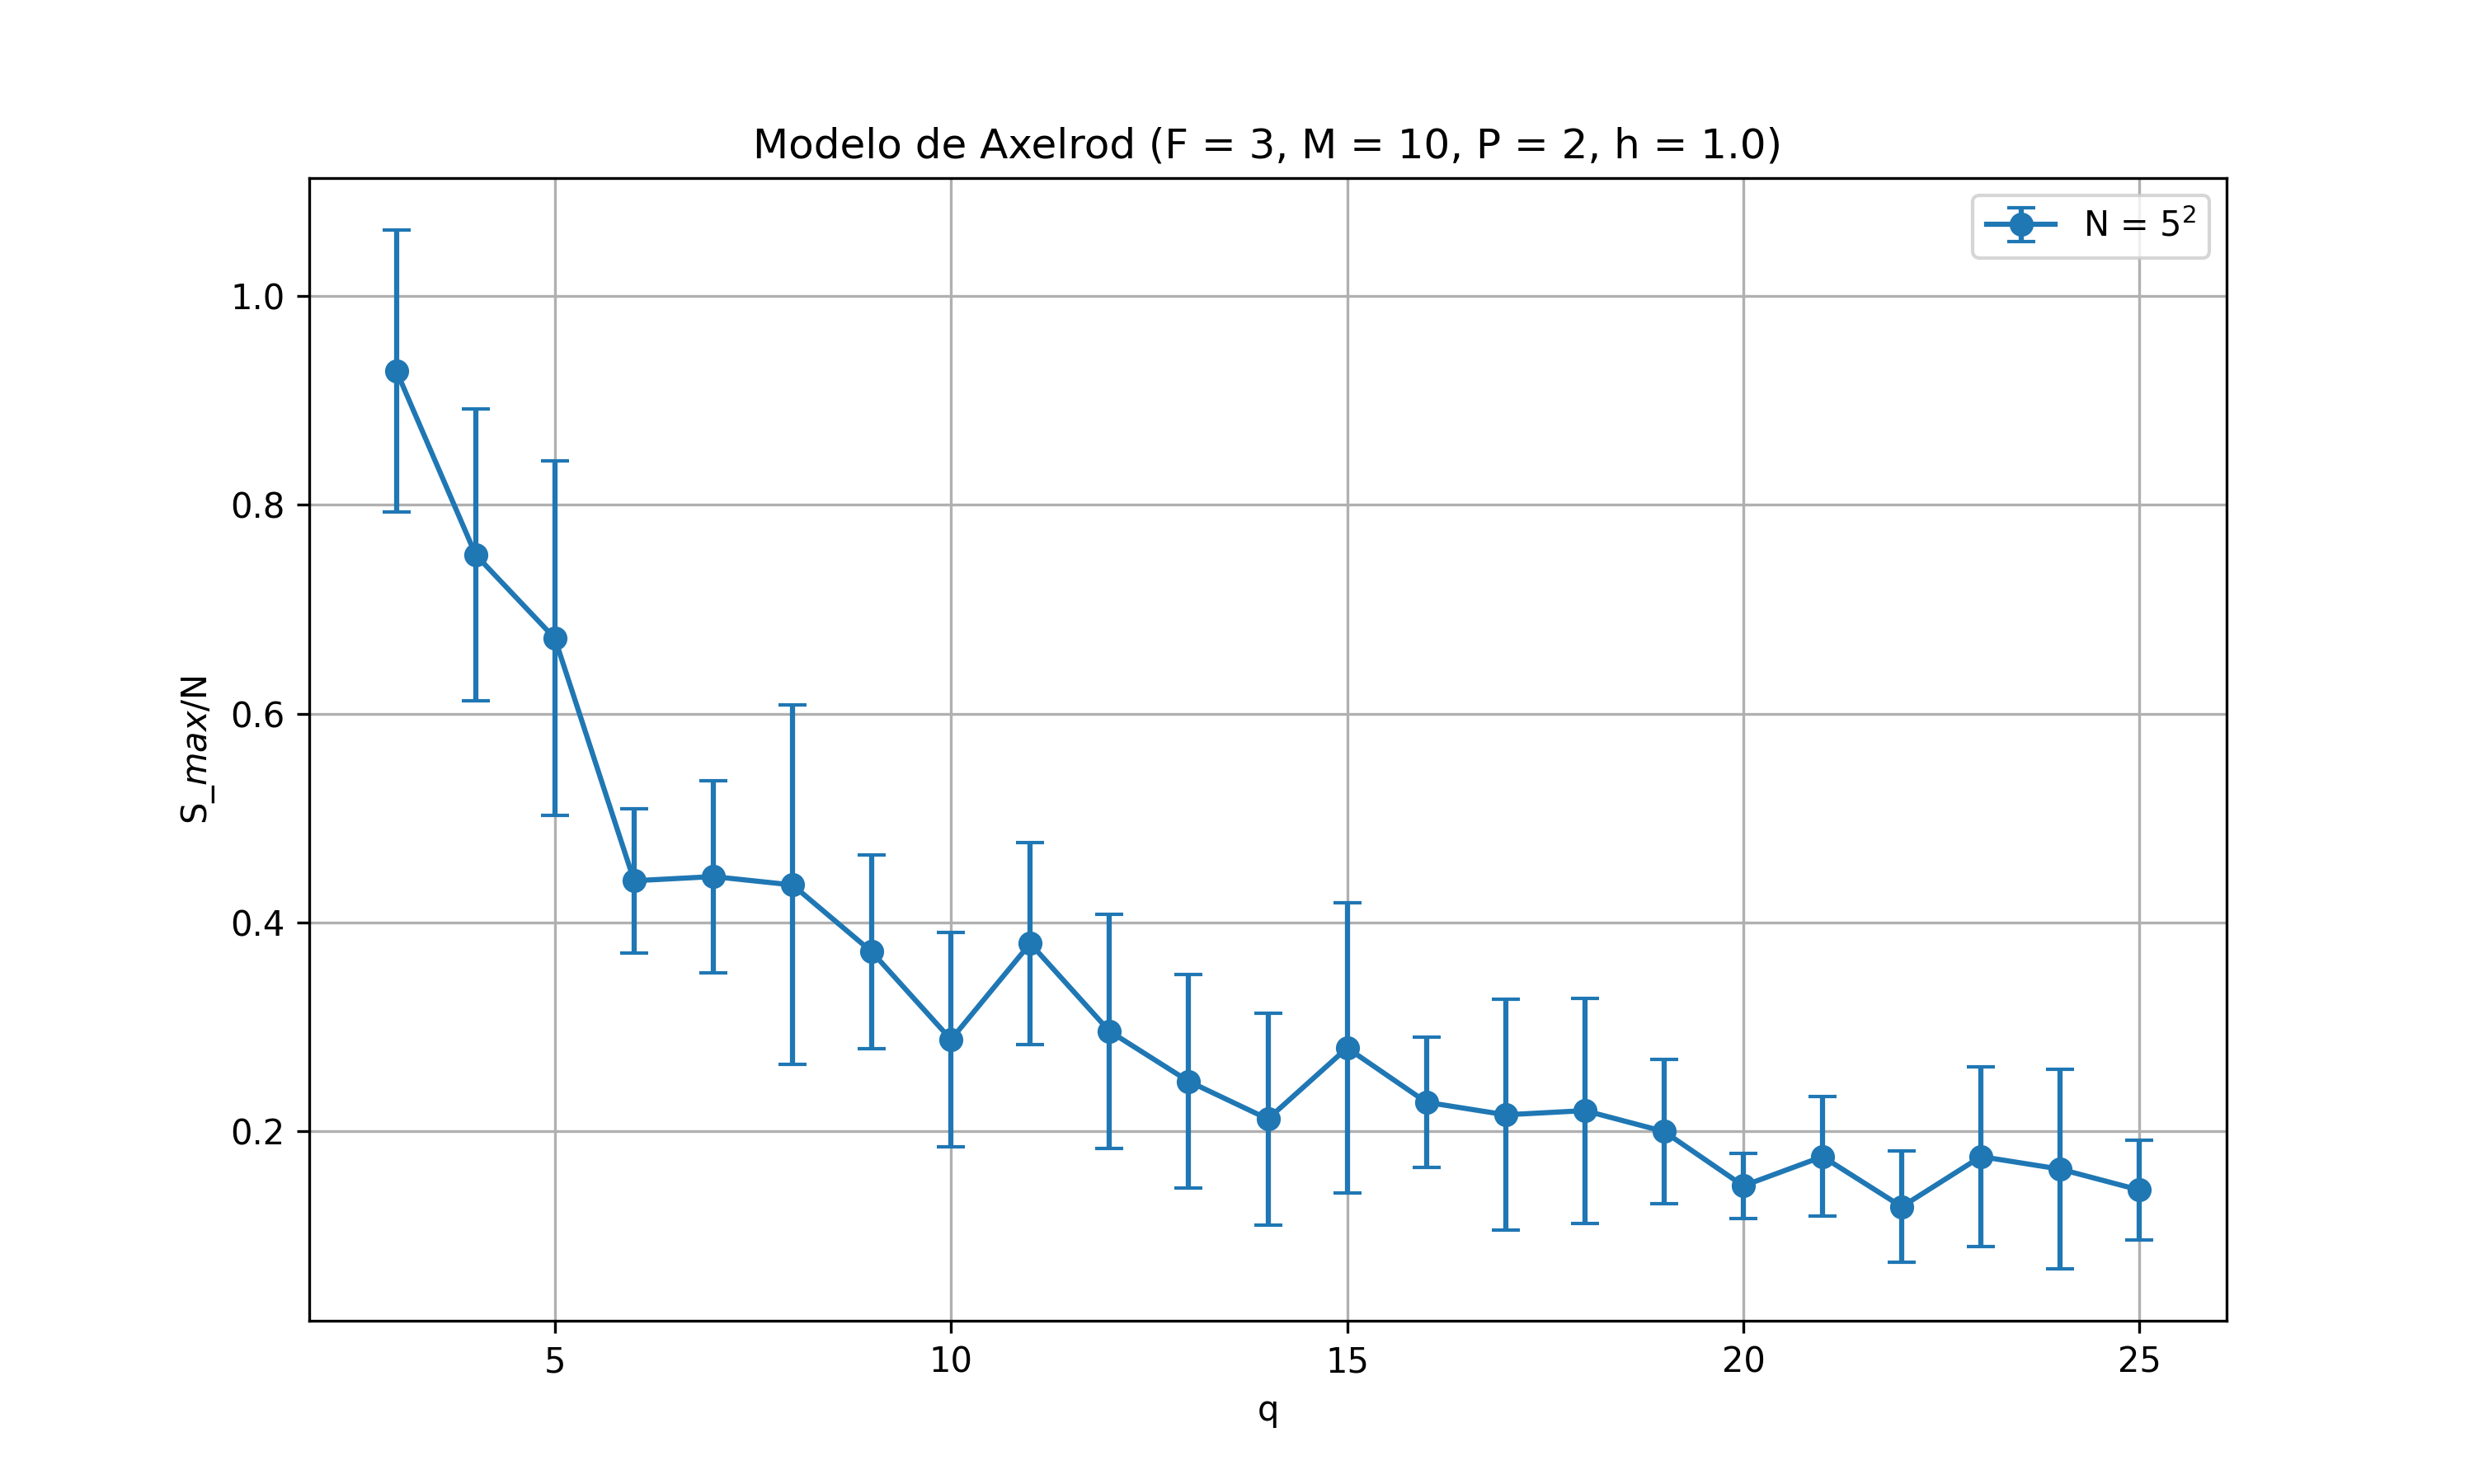 Modelo de Axelrod (F = 3, M = 10, P = 2, h = 1.0)
N = 5²
1.0
0.8
0.6
0.4
0.2
S_max/N
5 10 15 20 25
q